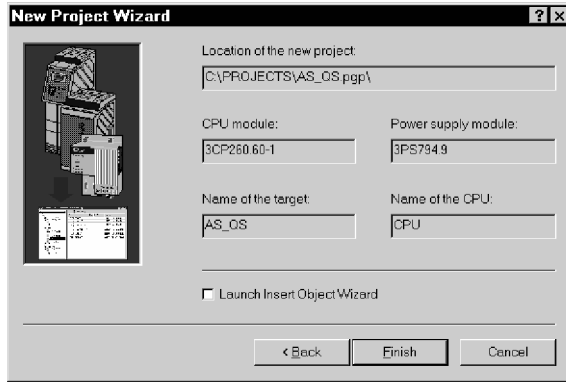 New Project Wizard
Location of the new project:
C:\PROJECTS\AS_OS.pgp\
CPU module:
Power supply module:
3CP260.60-1
3PS794.9
Name of the target:
Name of the CPU:
AS_OS
CPU
Launch Insert Object Wizard
< Back
Finish
Cancel